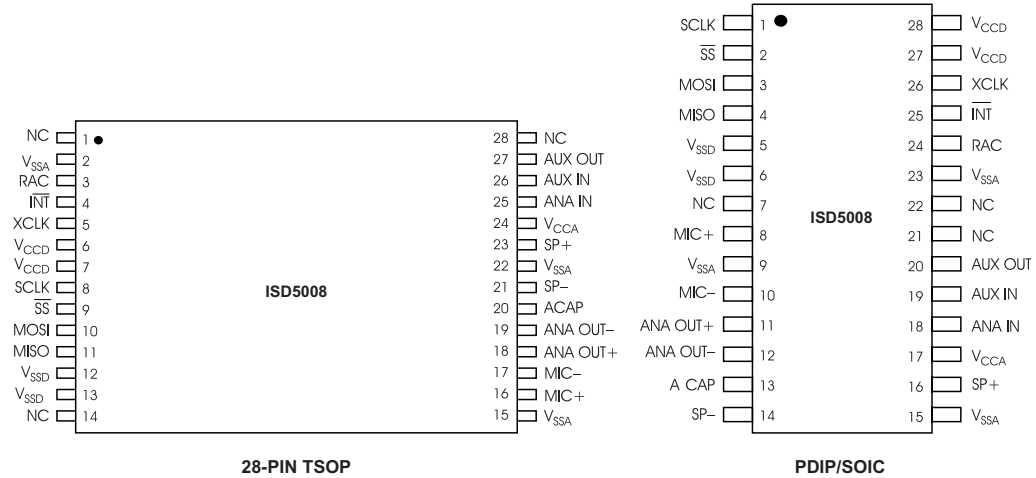 NC 1 28 NC
VSSA 2 27 AUX OUT
RAC 3 26 AUX IN
INT 4 25 ANA IN
XCLK 5 24 VCCA
VCCD 6 23 SP+
VCCD 7 22 VSSA
SCLK 8 21 SP–
SS 9 20 ACAP
MOSI 10 19 ANA OUT–
MISO 11 18 ANA OUT+
VSSD 12 17 MIC–
VSSD 13 16 MIC+
NC 14 15 VSSA
ISD5008
28-PIN TSOP
SCLK 1 28 VCCD
SS 2 27 VCCD
MOSI 3 26 XCLK
MISO 4 25 INT
VSSD 5 24 RAC
VSSD 6 23 VSSA
NC 7 22 NC
MIC+ 8 21 NC
VSSA 9 20 AUX OUT
MIC– 10 19 AUX IN
ANA OUT+ 11 18 ANA IN
ANA OUT– 12 17 VCCA
A CAP 13 16 SP+
SP– 14 15 VSSA
ISD5008
PDIP/SOIC